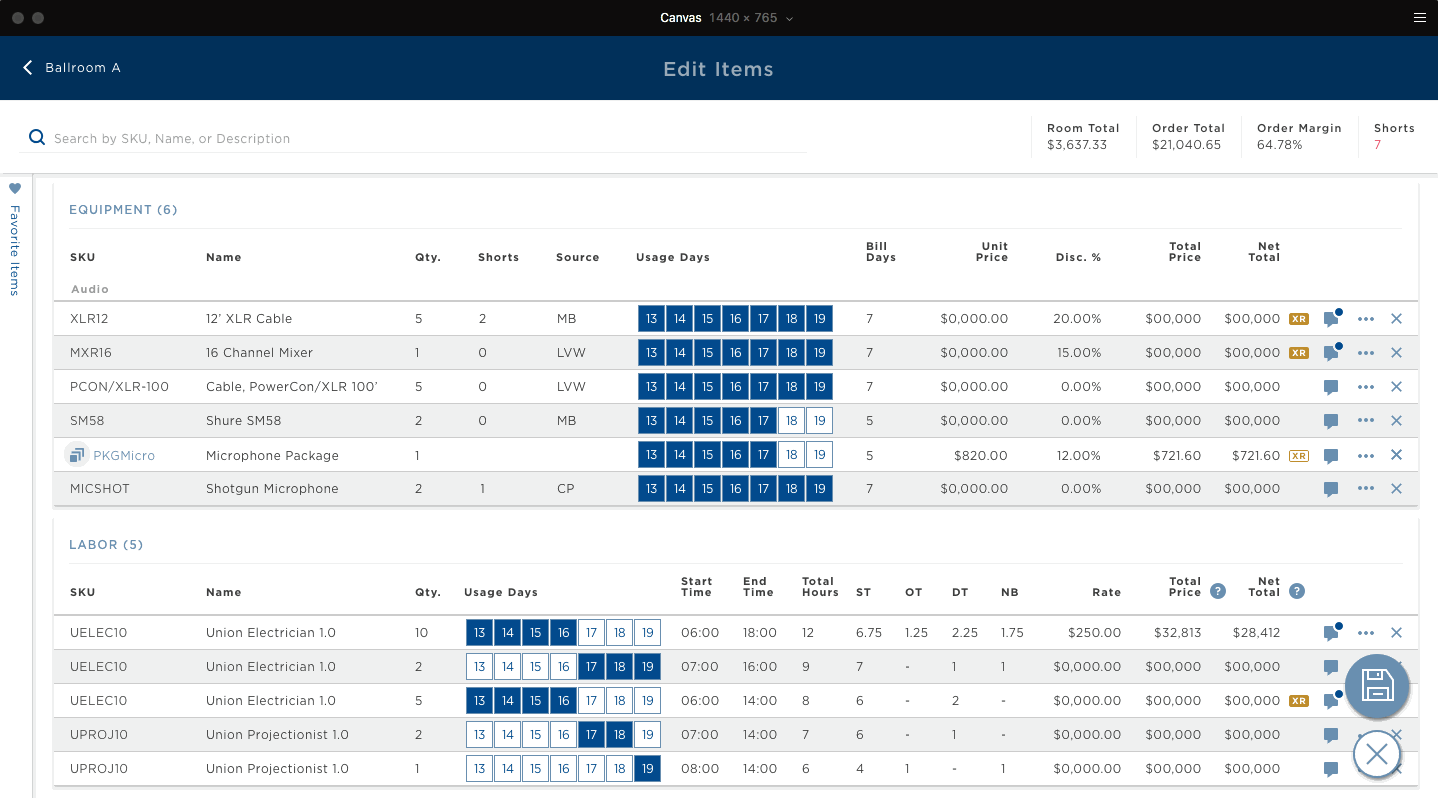 Canvas 1440 × 765
Ballroom A
Edit Items
Search by SKU, Name, or Description
Room Total Order Total Order Margin Shorts
$3,637.33 $21,040.65 64.78% 7
Favorite Items
EQUIPMENT (6)
SKU Name Qty. Shorts Source Usage Days Bill Days Unit Price Disc. % Total Price Net Total
Audio
XLR12 12’ XLR Cable 5 2 MB 13 14 15 16 17 18 19 7 $0,000.00 20.00% $00,000 $00,000 XR
MXR16 16 Channel Mixer 1 0 LVW 13 14 15 16 17 18 19 7 $0,000.00 15.00% $00,000 $00,000 XR
PCON/XLR-100 Cable, PowerCon/XLR 100’ 5 0 LVW 13 14 15 16 17 18 19 7 $0,000.00 0.00% $00,000 $00,000
SM58 Shure SM58 2 0 MB 13 14 15 16 17 18 19 5 $0,000.00 0.00% $00,000 $00,000
PKGMicro Microphone Package 1 13 14 15 16 17 18 19 5 $820.00 12.00% $721.60 $721.60 XR
MICSHOT Shotgun Microphone 2 1 CP 13 14 15 16 17 18 19 7 $0,000.00 0.00% $00,000 $00,000
LABOR (5)
SKU Name Qty. Usage Days Start Time End Time Total Hours ST OT DT NB Rate Total Price ? Net Total ?
UELEC10 Union Electrician 1.0 10 13 14 15 16 17 18 19 06:00 18:00 12 6.75 1.25 2.25 1.75 $250.00 $32,813 $28,412
UELEC10 Union Electrician 1.0 2 13 14 15 16 17 18 19 07:00 16:00 9 7 - 1 1 $0,000.00 $00,000 $00,000
UELEC10 Union Electrician 1.0 5 13 14 15 16 17 18 19 06:00 14:00 8 6 - 2 - $0,000.00 $00,000 $00,000 XR
UPROJ10 Union Projectionist 1.0 2 13 14 15 16 17 18 19 07:00 14:00 7 6 - 1 - $0,000.00 $00,000 $00,000
UPROJ10 Union Projectionist 1.0 1 13 14 15 16 17 18 19 08:00 14:00 6 4 1 - 1 $0,000.00 $00,000 $00,000